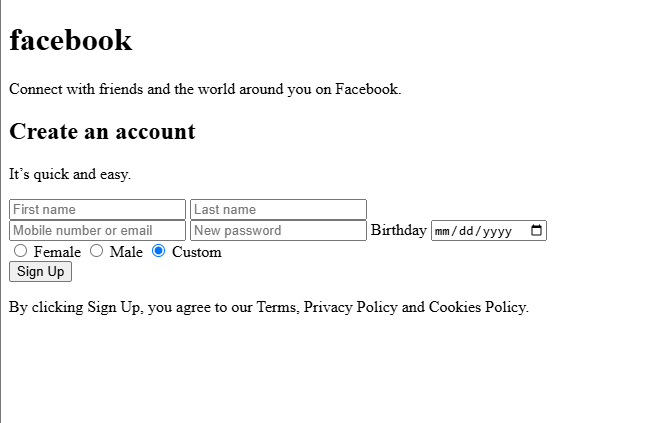 facebook
Connect with friends and the world around you on Facebook.
Create an account
It’s quick and easy.
First name Last name
Mobile number or email New password Birthday mm/dd/yyyy
Female Male Custom
Sign Up
By clicking Sign Up, you agree to our Terms, Privacy Policy and Cookies Policy.